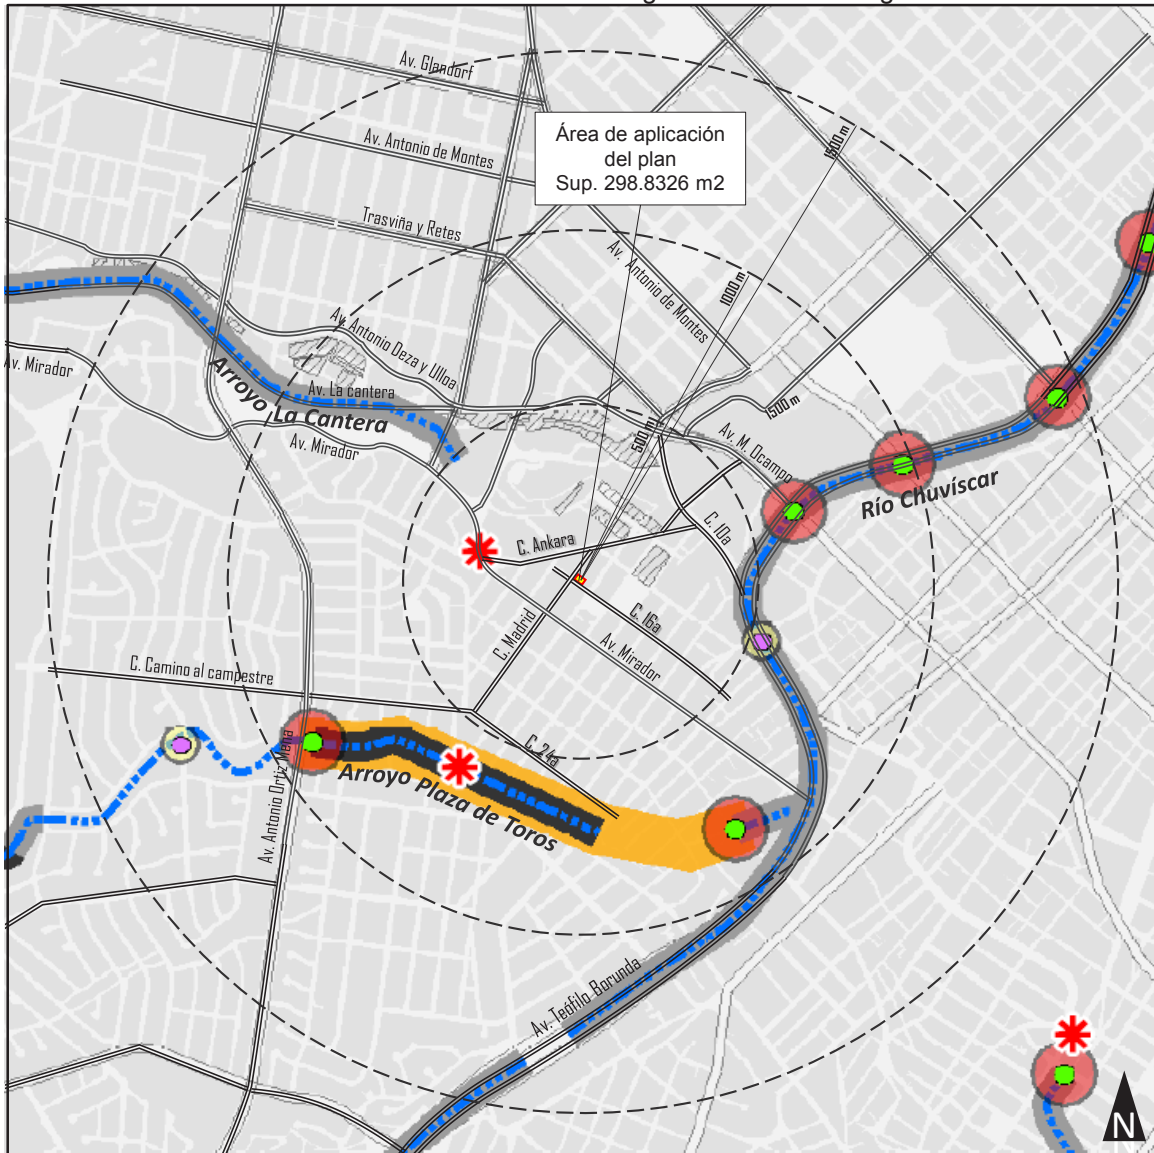 Av. Glandorf
Av. Antonio de Montes
Área de aplicación
del plan
Sup. 298.8326 m2
1500 m
Trasviña y Retes
Av. Antonio de Montes
1000 m
Av. Mirador
Av. Antonio Deza y Ulloa
Av. La cantera
Arroyo La Cantera
Av. Mirador
500 m
500 m
Av. M. Ocampo
Río Chuvíscar
C. 10a
C. Ankara
C. Madrid
C. 16a
Av. Mirador
C. Camino al campestre
C. 24a
Av. Antonio Ortiz Mena
Arroyo Plaza de Toros
Av. Teófilo Borunda
N